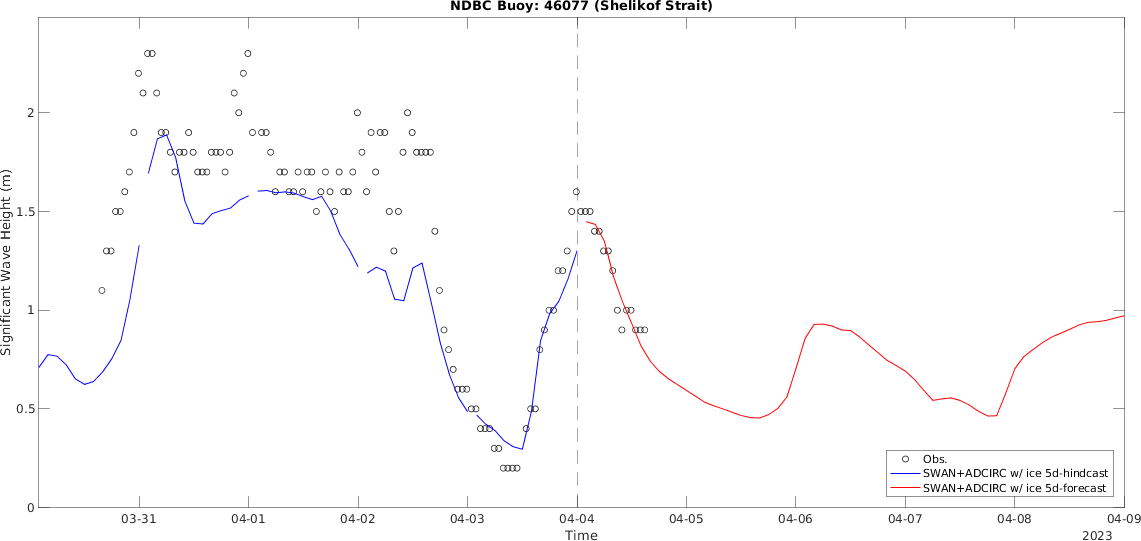 NDBC Buoy: 46077 (Shelikof Strait)
Significant Wave Height (m)
2
1.5
1
0.5
0
03-31 04-01 04-02 04-03 04-04 04-05 04-06 04-07 04-08 04-09
Time
2023
Obs.
SWAN+ADCIRC w/ ice 5d-hindcast
SWAN+ADCIRC w/ ice 5d-forecast